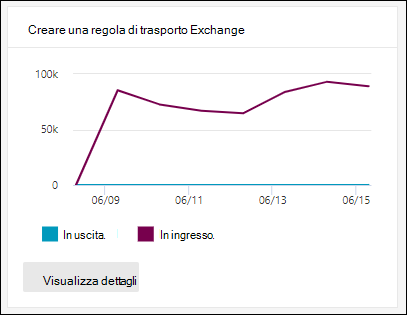 Creare una regola di trasporto Exchange
100k
50k
0
06/09 06/11 06/13 06/15
In uscita. In ingresso.
Visualizza dettagli